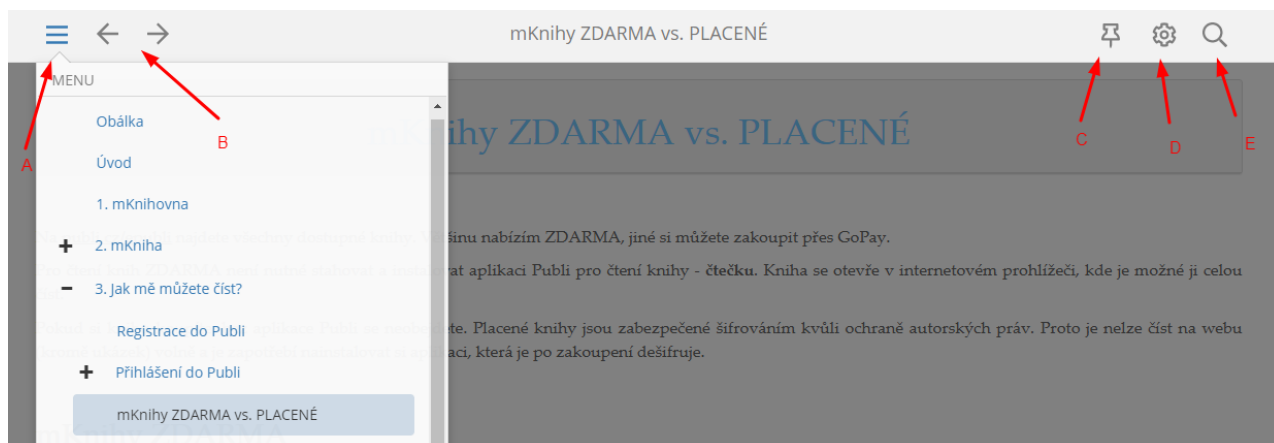 mKnihy ZDARMA vs. PLACENÉ
MENU
A
B
C
D
E
Obálka
Úvod
1. mKnihovna
2. mKniha
3. Jak mě můžete číst?
Registrace do Publi
Přihlášení do Publi
mKnihy ZDARMA vs. PLACENÉ
ihy ZDARMA vs. PLACENÉ
šinu nabízím ZDARMA, jiné si můžete zakoupit přes GoPay.
vat aplikaci Publi pro čtení knihy - čtečku. Kniha se otevře v internetovém prohlížeči, kde je možné ji celou
te. Placené knihy jsou zabezpečené šifrováním kvůli ochraně autorských práv. Proto je nelze číst na webu
aci, která je po zakoupení dešifruje.
mKnihy ZDARMA